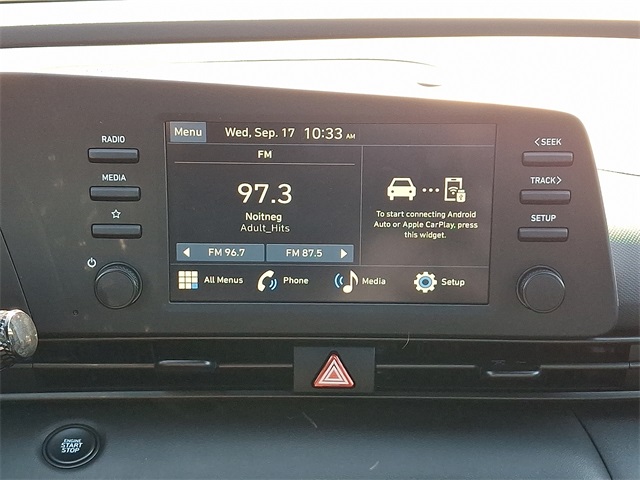 RADIO
MEDIA
Menu
Wed, Sep. 17 10:33 AM
FM
97.3
Noitneg
Adult_Hits
FM 96.7
FM 87.5
To start connecting Android
Auto or Apple CarPlay, press
this widget.
All Menus
Phone
Media
Setup
< SEEK
TRACK >
SETUP
ENGINE
START
STOP